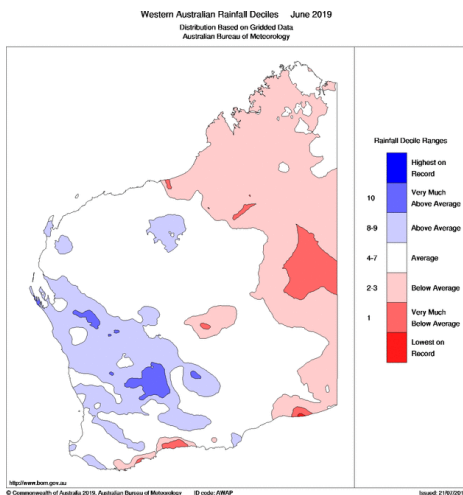 Western Australian Rainfall Deciles June 2019
Distribution Based on Gridded Data
Australian Bureau of Meteorology
Rainfall Decile Ranges
Highest on
Record
10 Very Much
Above Average
8-9 Above Average
4-7 Average
2-3 Below Average
1 Very Much
Below Average
Lowest on
Record
http://www.bom.gov.au
© Commonwealth of Australia 2019, Australian Bureau of Meteorology ID code: AWAP Issued: